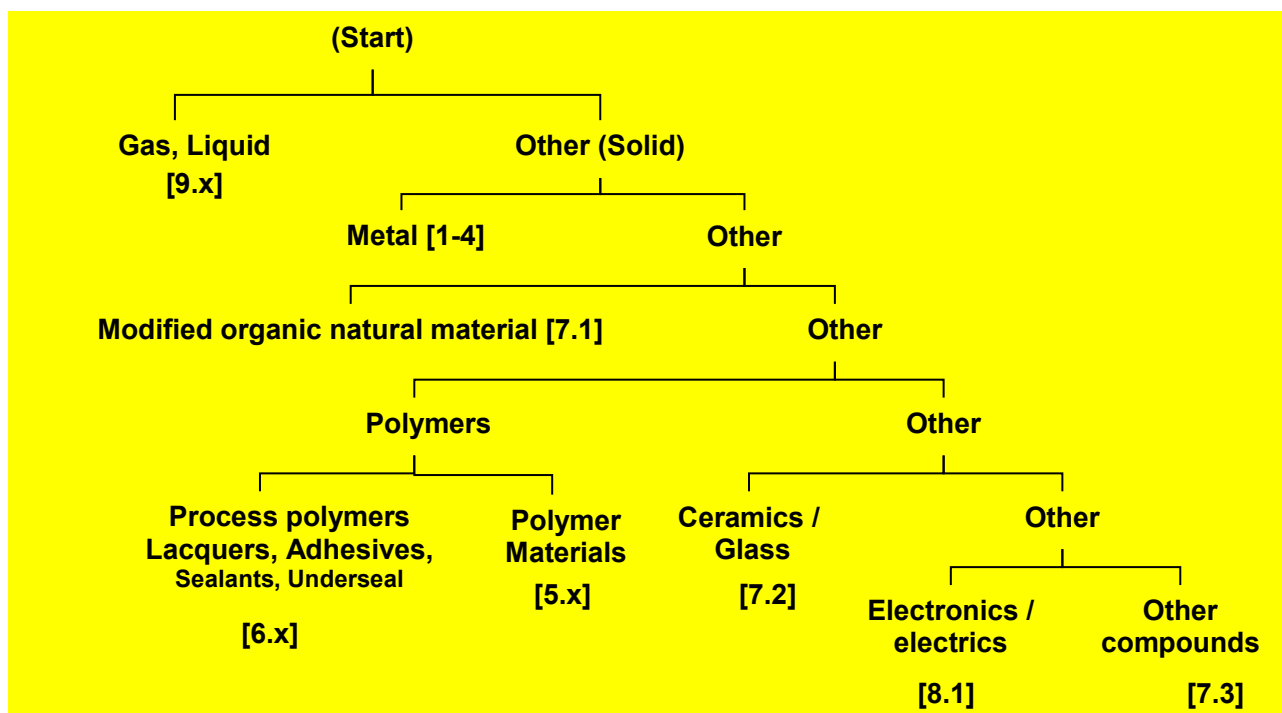 (Start)
Gas, Liquid
[9.x]
Other (Solid)
Metal [1-4]
Other
Modified organic natural material [7.1]
Other
Polymers
Other
Process polymers
Lacquers, Adhesives,
Sealants, Underseal
[6.x]
Polymer
Materials
[5.x]
Ceramics /
Glass
[7.2]
Other
Electronics /
electrics
[8.1]
Other
compounds
[7.3]